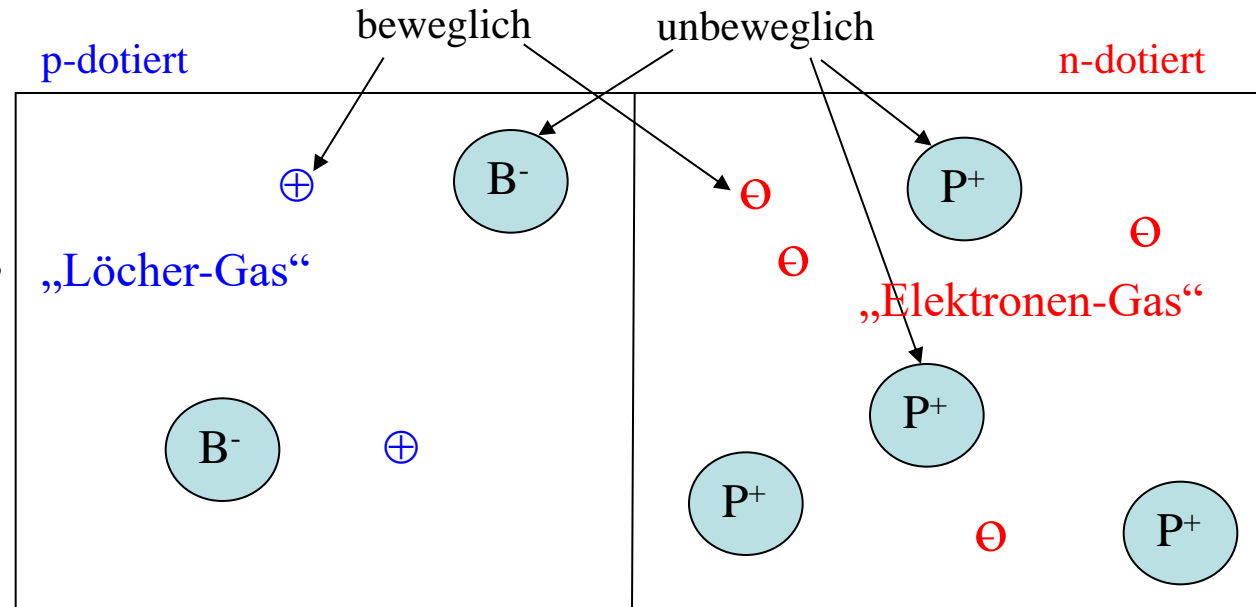 beweglich unbeweglich
p-dotiert n-dotiert
⊕ B⁻ Ɵ P⁺
Ɵ
„Löcher-Gas“ Ɵ
„Elektronen-Gas“
P⁺
B⁻ ⊕
P⁺
Ɵ P⁺